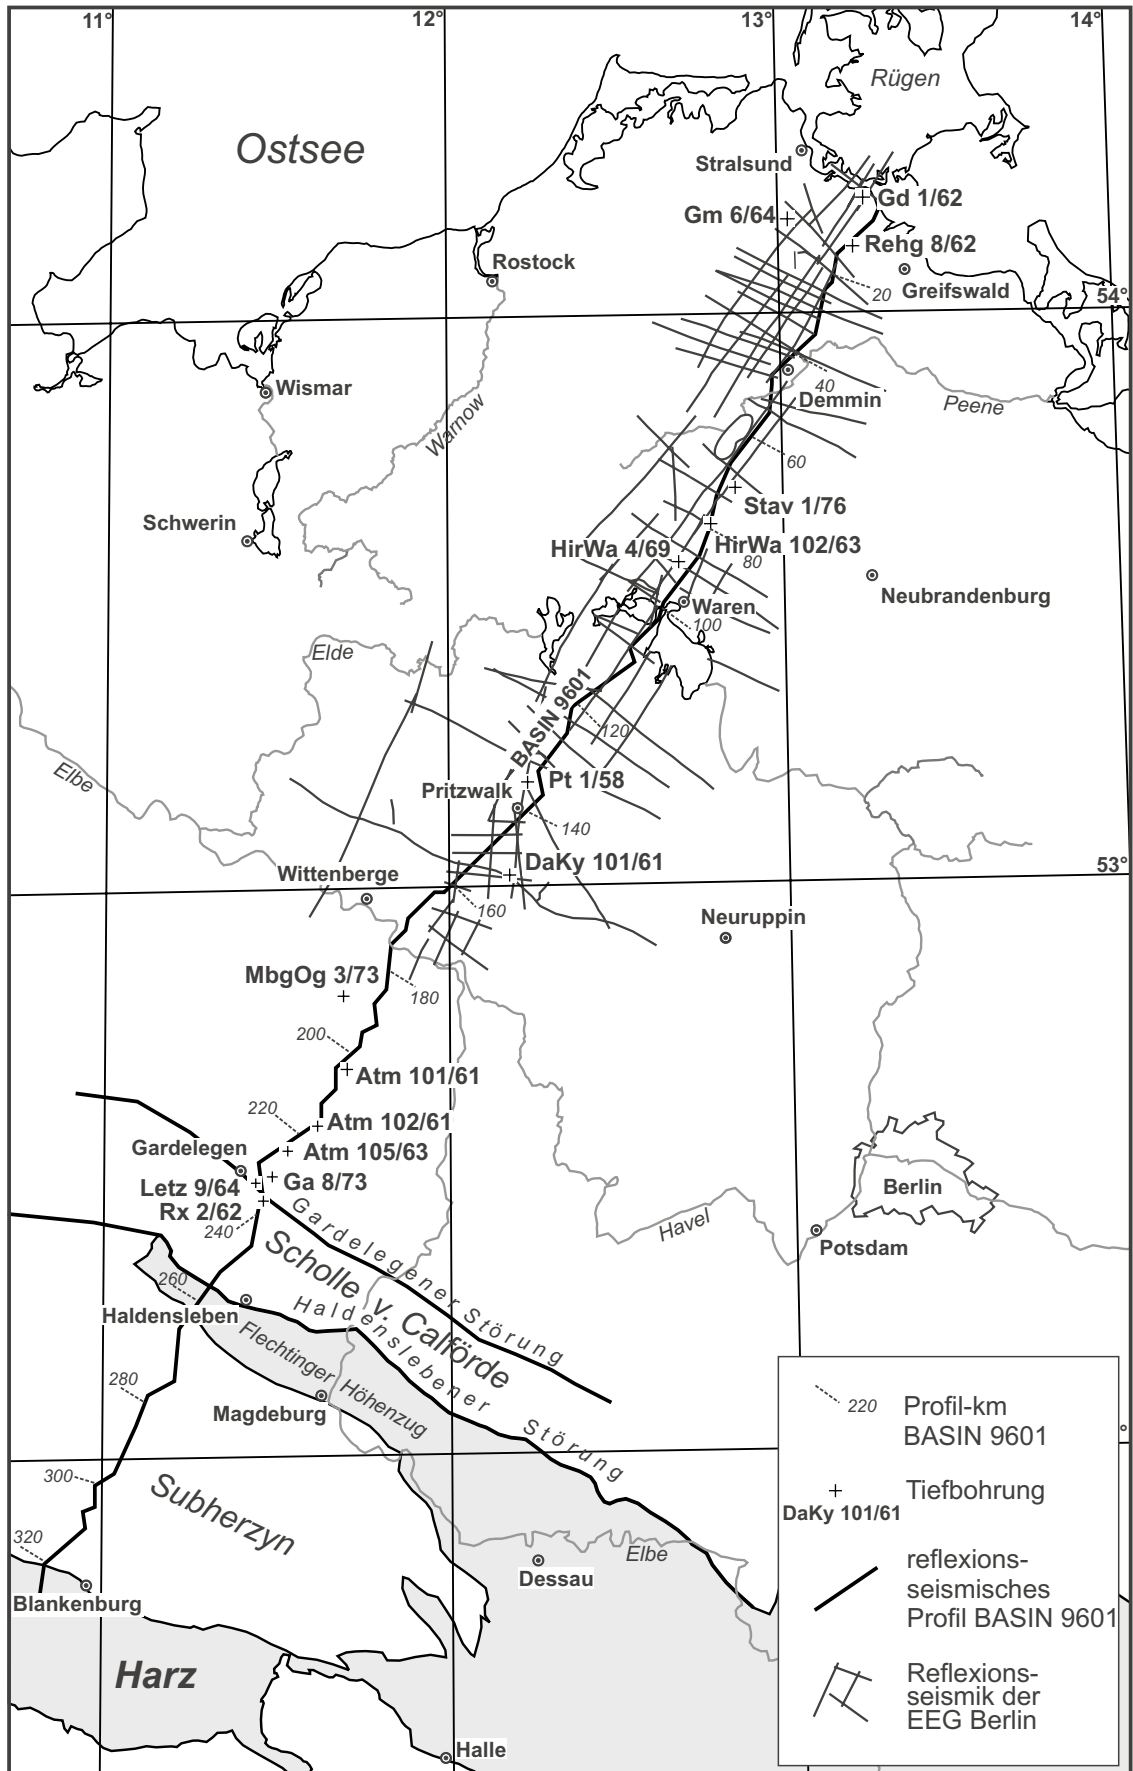 11°
12°
13°
14°
Rügen
Ostsee
Stralsund
Gd 1/62
Gm 6/64
Rehg 8/62
Rostock
20
Greifswald
54°
Wismar
40
Demmin
Peene
Warnow
60
Stav 1/76
Schwerin
HirWa 4/69
HirWa 102/63
80
Neubrandenburg
Waren
100
Elde
BASIN 9601
120
Elbe
Pritzwalk
Pt 1/58
140
DaKy 101/61
53°
Wittenberge
160
Neuruppin
MbgOg 3/73
180
200
Atm 101/61
220
Atm 102/61
Gardelegen
Atm 105/63
Letz 9/64
Ga 8/73
Rx 2/62
240
Berlin
Havel
Potsdam
Gardelegener Störung
Scholle v. Calförde
260
Haldensleben
Haldenslebener Störung
Flechtinger Höhenzug
280
Magdeburg
300
Subherzyn
320
Elbe
Dessau
Blankenburg
Harz
Halle
°
220
Profil-km
BASIN 9601
Tiefbohrung
DaKy 101/61
reflexions-
seismisches
Profil BASIN 9601
Reflexions-
seismik der
EEG Berlin